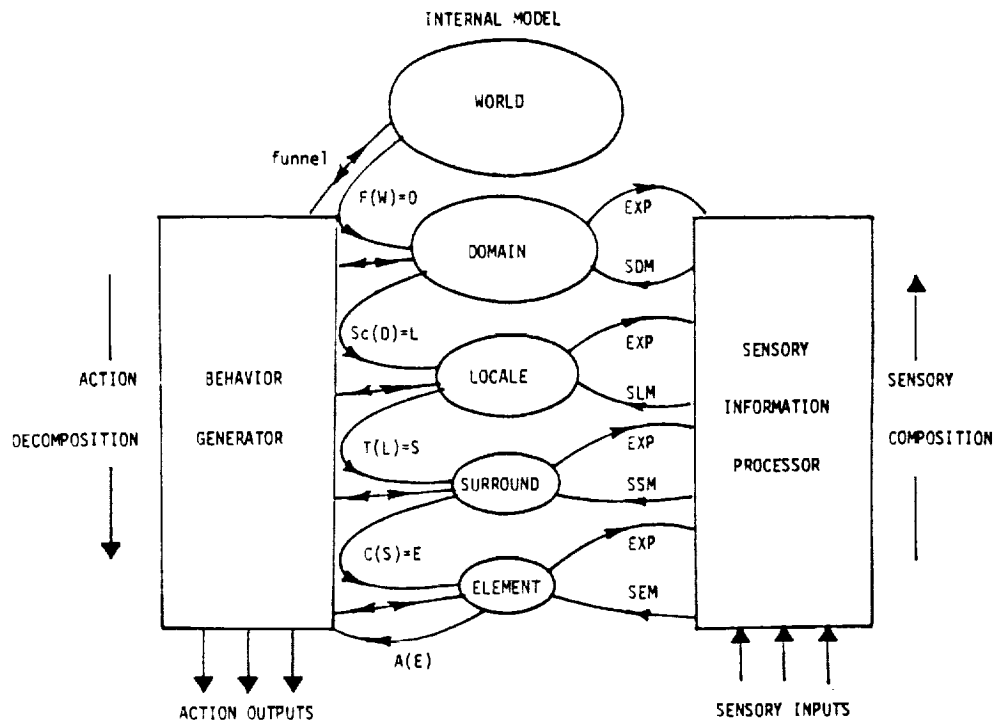 INTERNAL MODEL
WORLD
funnel
F(W)=D
EXP
DOMAIN
SDM
Sc(D)=L
EXP
ACTION
DECOMPOSITION
BEHAVIOR
GENERATOR
LOCALE
SLM
SENSORY
INFORMATION
PROCESSOR
SENSORY
COMPOSITION
T(L)=S
EXP
SURROUND
SSM
C(S)=E
EXP
ELEMENT
SEM
A(E)
ACTION OUTPUTS
SENSORY INPUTS